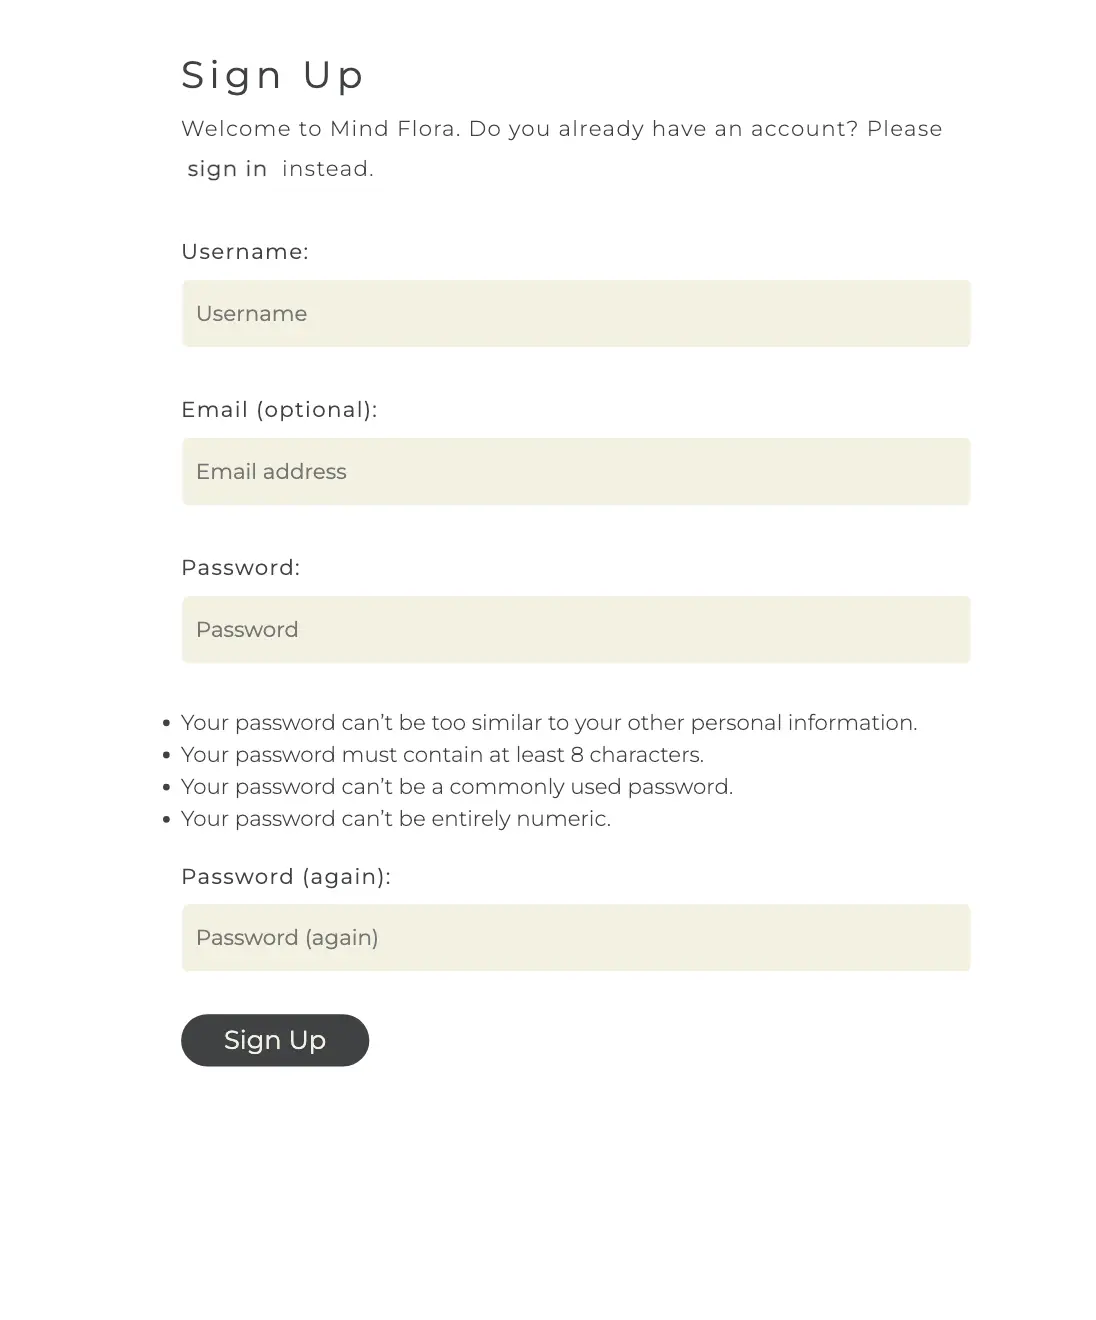 Sign Up
Welcome to Mind Flora. Do you already have an account? Please
sign in instead.
Username:
Username
Email (optional):
Email address
Password:
Password
• Your password can’t be too similar to your other personal information.
• Your password must contain at least 8 characters.
• Your password can’t be a commonly used password.
• Your password can’t be entirely numeric.
Password (again):
Password (again)
Sign Up